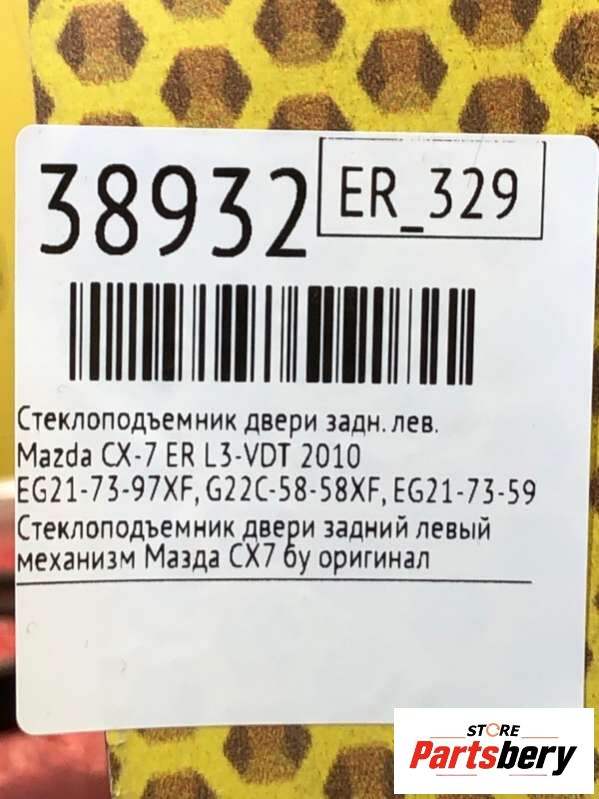 38932
ER_329
Стеклоподъемник двери задн. лев.
Mazda CX-7 ER L3-VDT 2010
EG21-73-97XF, G22C-58-58XF, EG21-73-59
Стеклоподъемник двери задний левый
механизм Мазда CX7 бу оригинал
STORE
Partsbery